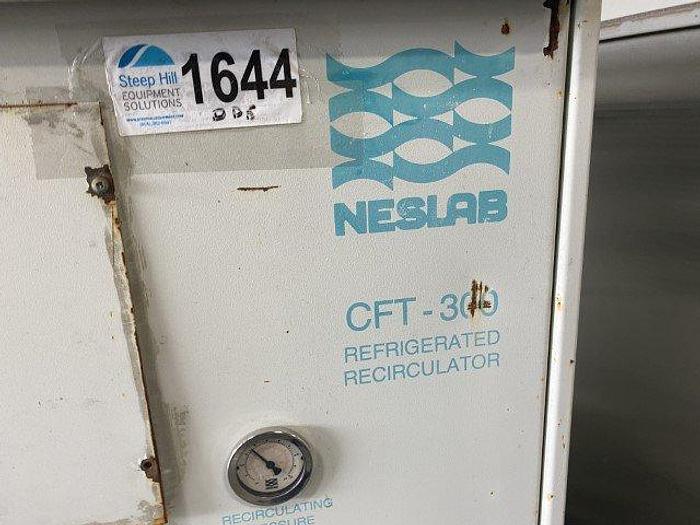 Steep Hill
EQUIPMENT
SOLUTIONS
1644
NESLAB
CFT-300
REFRIGERATED
RECIRCULATOR
RECIRCULATING